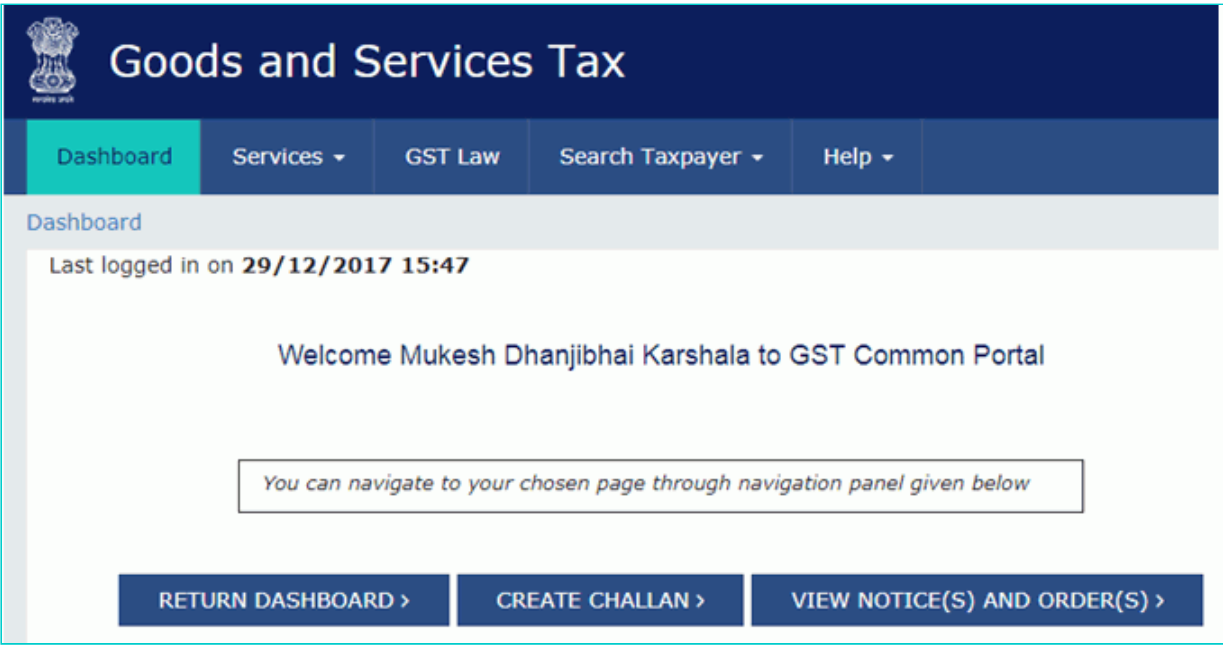 Goods and Services Tax
Dashboard Services GST Law Search Taxpayer Help
Dashboard
Last logged in on 29/12/2017 15:47
Welcome Mukesh Dhanjibhai Karshala to GST Common Portal
You can navigate to your chosen page through navigation panel given below
RETURN DASHBOARD > CREATE CHALLAN > VIEW NOTICE(S) AND ORDER(S) >